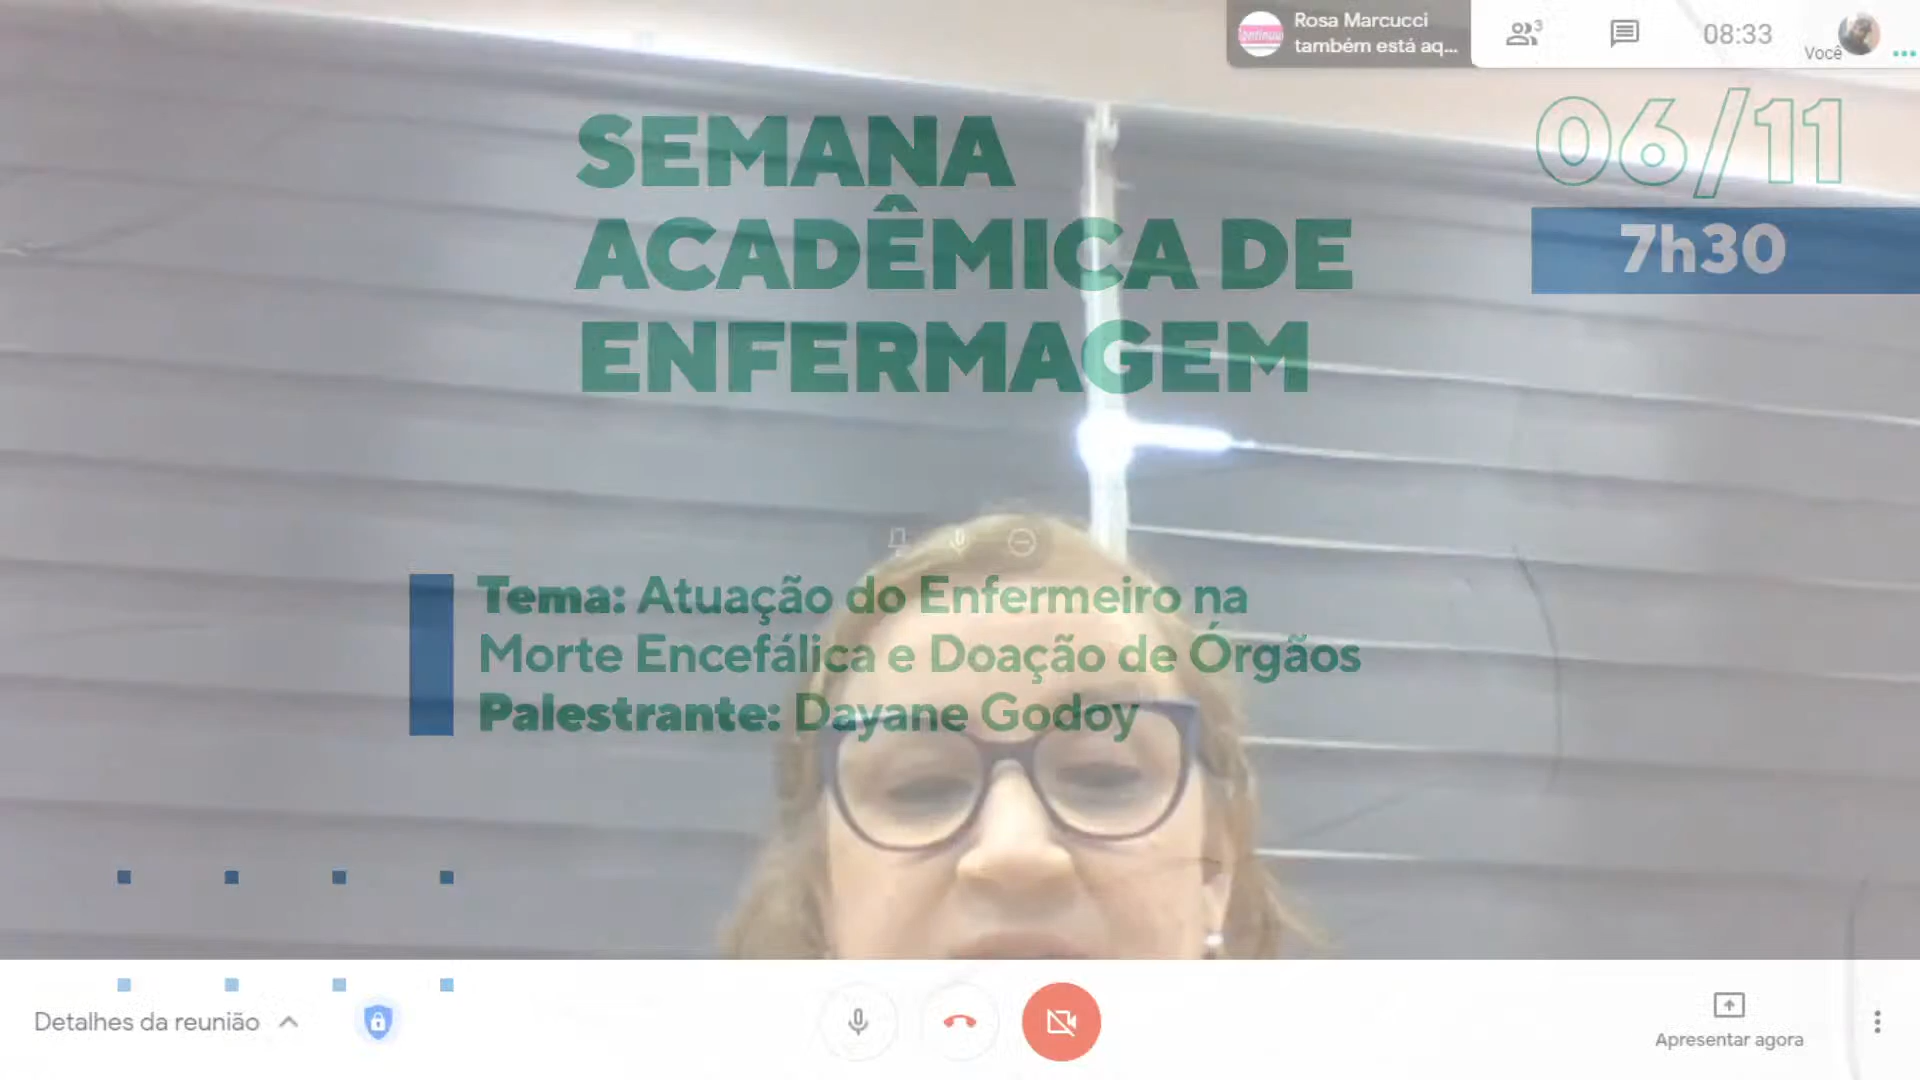 Rosa Marcucci
também está aq...
3
08:33
Você
06/11
7h30
SEMANA
ACADÊMICA DE
ENFERMAGEM
Tema: Atuação do Enfermeiro na
Morte Encefálica e Doação de Órgãos
Palestrante: Dayane Godoy
Detalhes da reunião
Apresentar agora